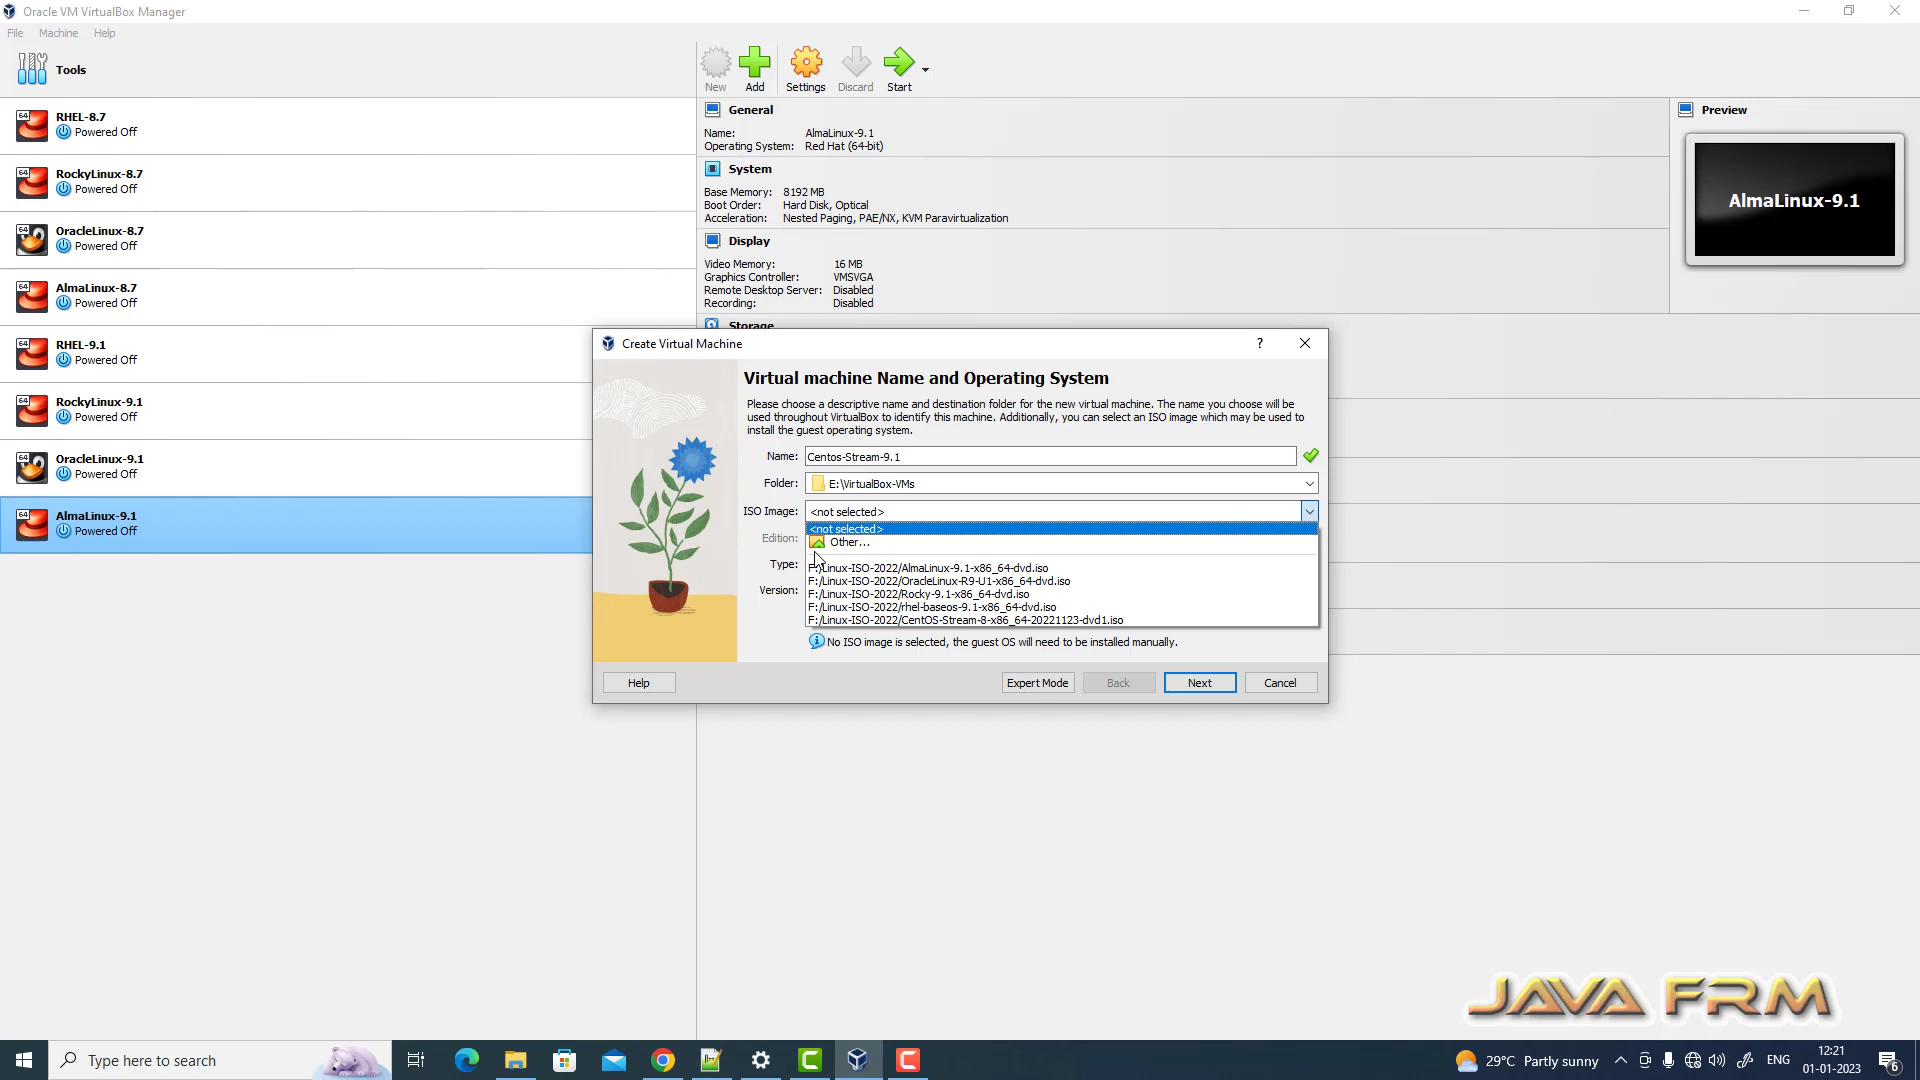 Oracle VM VirtualBox Manager
File Machine Help
Tools
New Add Settings Discard Start
64 RHEL-8.7
Powered Off
64 RockyLinux-8.7
Powered Off
64 OracleLinux-8.7
Powered Off
64 AlmaLinux-8.7
Powered Off
64 RHEL-9.1
Powered Off
64 RockyLinux-9.1
Powered Off
64 OracleLinux-9.1
Powered Off
64 AlmaLinux-9.1
Powered Off
General
Name: AlmaLinux-9.1
Operating System: Red Hat (64-bit)
System
Base Memory: 8192 MB
Boot Order: Hard Disk, Optical
Acceleration: Nested Paging, PAE/NX, KVM Paravirtualization
Display
Video Memory: 16 MB
Graphics Controller: VMSVGA
Remote Desktop Server: Disabled
Recording: Disabled
Storage
Preview
AlmaLinux-9.1
Create Virtual Machine
?
Virtual machine Name and Operating System
Please choose a descriptive name and destination folder for the new virtual machine. The name you choose will be
used throughout VirtualBox to identify this machine. Additionally, you can select an ISO image which may be used to
install the guest operating system.
Name: Centos-Stream-9.1
Folder: E:\VirtualBox-VMs
ISO Image: <not selected>
<not selected>
Edition: Other...
Type: F:/Linux-ISO-2022/AlmaLinux-9.1-x86_64-dvd.iso
F:/Linux-ISO-2022/OracleLinux-R9-U1-x86_64-dvd.iso
Version: F:/Linux-ISO-2022/Rocky-9.1-x86_64-dvd.iso
F:/Linux-ISO-2022/rhel-baseos-9.1-x86_64-dvd.iso
F:/Linux-ISO-2022/CentOS-Stream-8-x86_64-20221123-dvd1.iso
No ISO image is selected, the guest OS will need to be installed manually.
Help Expert Mode Back Next Cancel
JAVA FRM
Type here to search
29°C Partly sunny
ENG
12:21
01-01-2023
6